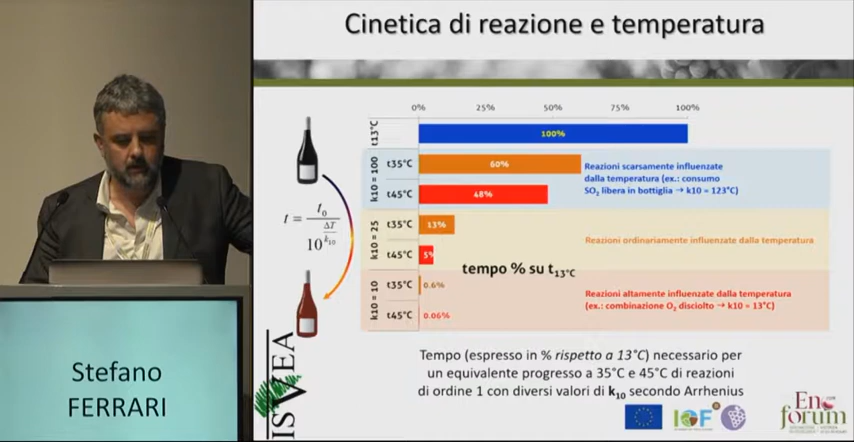 Cinetica di reazione e temperatura
0% 25% 50% 75% 100%
t13°C 100%
k10 = 100
t35°C 60%
t45°C 48%
Reazioni scarsamente influenzate
dalla temperatura (ex.: consumo
SO2 libera in bottiglia → k10 = 123°C)
k10 = 25
t35°C 13%
t45°C 5%
Reazioni ordinariamente influenzate dalla temperatura
tempo % su t13°C
k10 = 10
t35°C 0.6%
t45°C 0.06%
Reazioni altamente influenzate dalla temperatura
(ex.: combinazione O2 disciolto → k10 = 13°C)
t = t0 / 10^(ΔT/k10)
Tempo (espresso in % rispetto a 13°C) necessario per
un equivalente progresso a 35°C e 45°C di reazioni
di ordine 1 con diversi valori di k10 secondo Arrhenius
ISVEA
Stefano
FERRARI
IOF
Enoforum